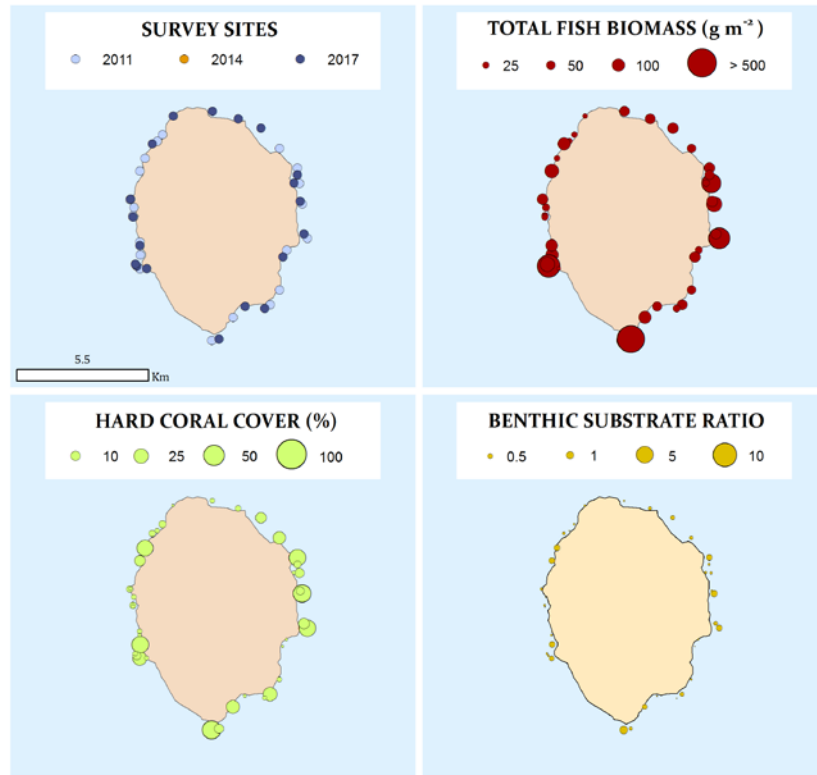 SURVEY SITES
2011 2014 2017
5.5
Km
TOTAL FISH BIOMASS (g m⁻²)
25 50 100 > 500
HARD CORAL COVER (%)
10 25 50 100
BENTHIC SUBSTRATE RATIO
0.5 1 5 10